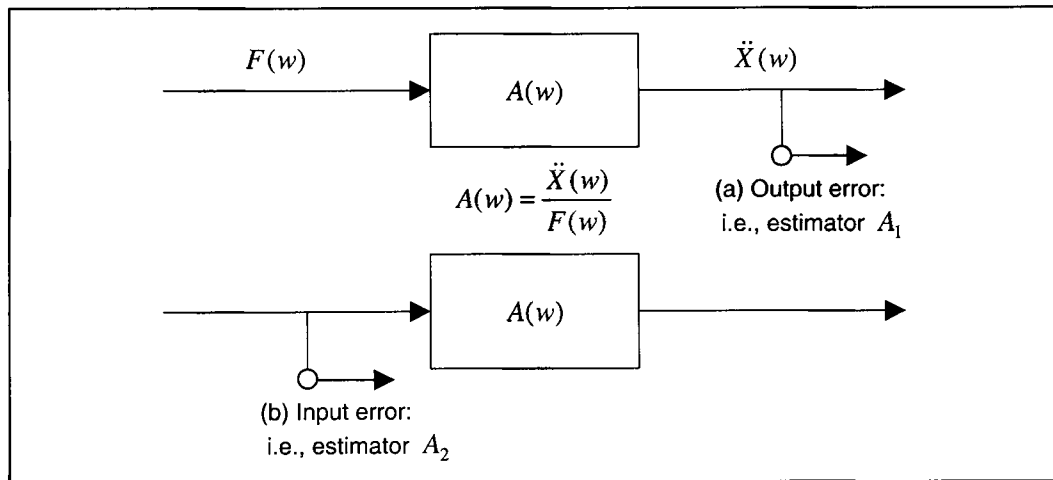 F(w)
A(w)
Ẍ(w)
A(w) = Ẍ(w) / F(w)
(a) Output error:
i.e., estimator A₁
A(w)
(b) Input error:
i.e., estimator A₂